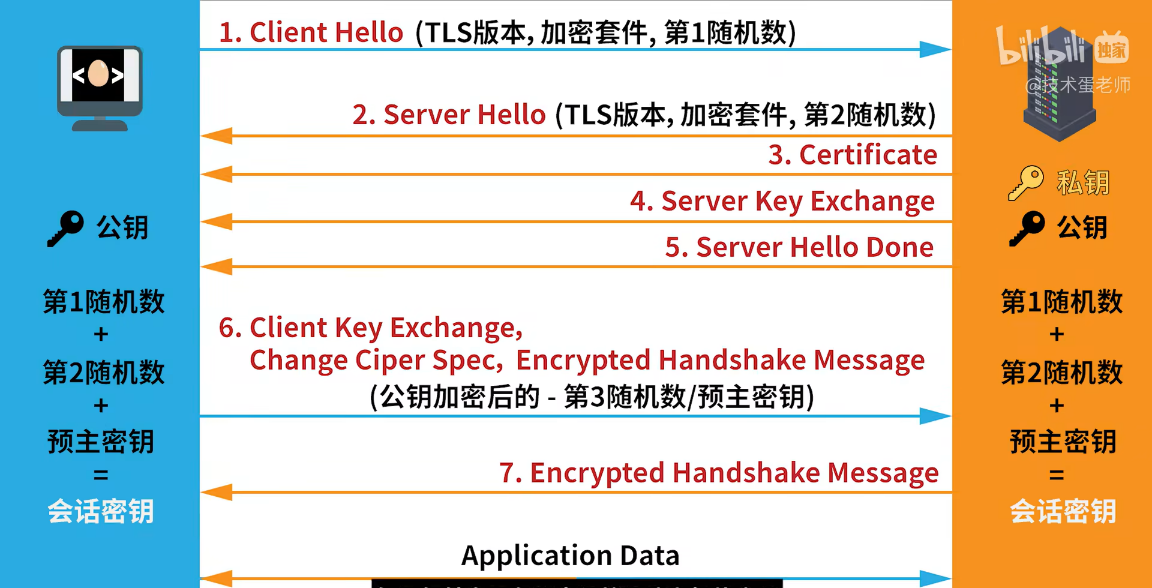 1. Client Hello (TLS版本, 加密套件, 第1随机数)
bilibili 独家
@技术蛋老师
< >
2. Server Hello (TLS版本, 加密套件, 第2随机数)
3. Certificate
私钥
4. Server Key Exchange
公钥
公钥
5. Server Hello Done
第1随机数
+
第2随机数
+
预主密钥
=
会话密钥
6. Client Key Exchange,
Change Ciper Spec, Encrypted Handshake Message
(公钥加密后的 - 第3随机数/预主密钥)
7. Encrypted Handshake Message
Application Data
第1随机数
+
第2随机数
+
预主密钥
=
会话密钥